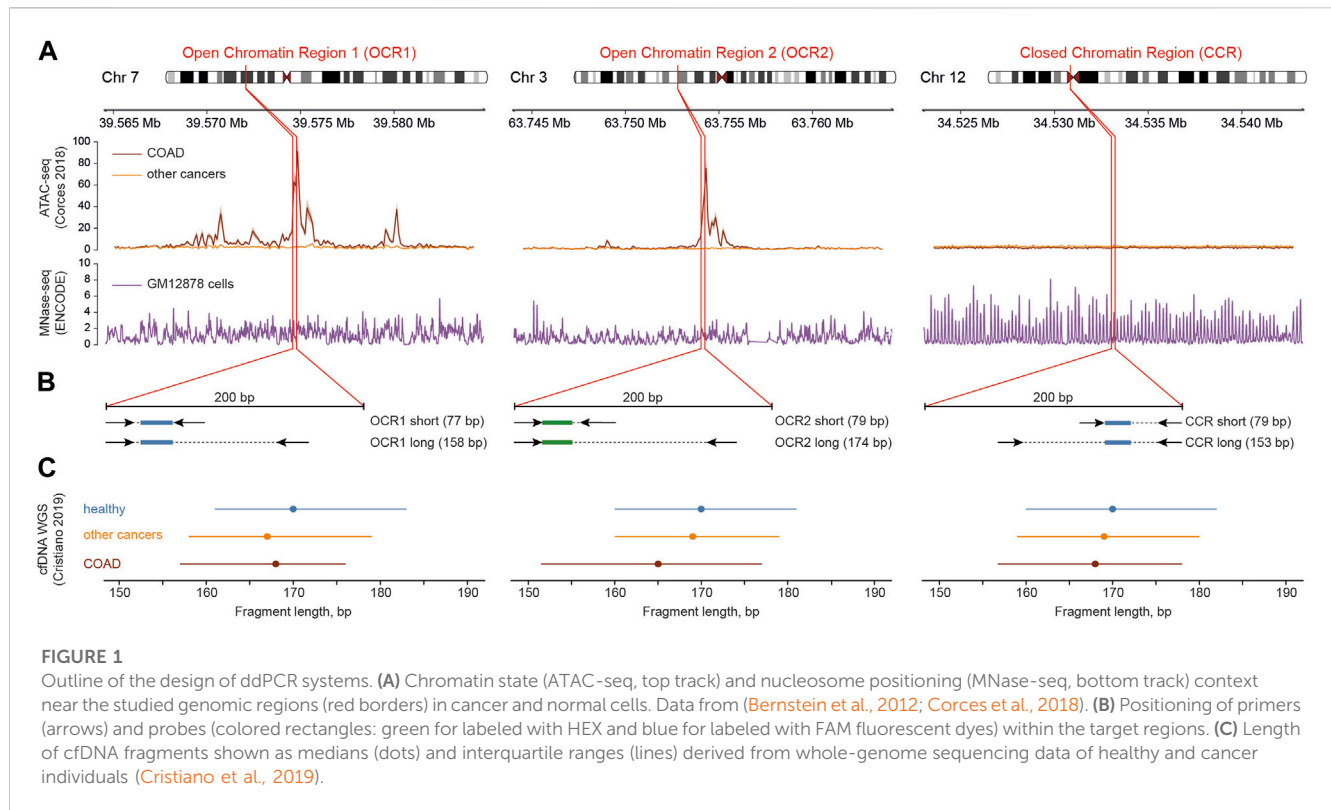 A
Open Chromatin Region 1 (OCR1)
Open Chromatin Region 2 (OCR2)
Closed Chromatin Region (CCR)
Chr 7
Chr 3
Chr 12
39.565 Mb
39.570 Mb
39.575 Mb
39.580 Mb
63.745 Mb
63.750 Mb
63.755 Mb
63.760 Mb
34.525 Mb
34.530 Mb
34.535 Mb
34.540 Mb
ATAC-seq
(Corces 2018)
100
80
60
40
20
0
COAD
other cancers
MNase-seq
(ENCODE)
10
8
6
4
2
0
GM12878 cells
B
200 bp
OCR1 short (77 bp)
OCR1 long (158 bp)
200 bp
OCR2 short (79 bp)
OCR2 long (174 bp)
200 bp
CCR short (79 bp)
CCR long (153 bp)
C
cfDNA WGS
(Cristiano 2019)
healthy
other cancers
COAD
150 160 170 180 190
Fragment length, bp
150 160 170 180 190
Fragment length, bp
150 160 170 180 190
Fragment length, bp
FIGURE 1
Outline of the design of ddPCR systems. (A) Chromatin state (ATAC-seq, top track) and nucleosome positioning (MNase-seq, bottom track) context
near the studied genomic regions (red borders) in cancer and normal cells. Data from (Bernstein et al., 2012; Corces et al., 2018). (B) Positioning of primers
(arrows) and probes (colored rectangles: green for labeled with HEX and blue for labeled with FAM fluorescent dyes) within the target regions. (C) Length
of cfDNA fragments shown as medians (dots) and interquartile ranges (lines) derived from whole-genome sequencing data of healthy and cancer
individuals (Cristiano et al., 2019).